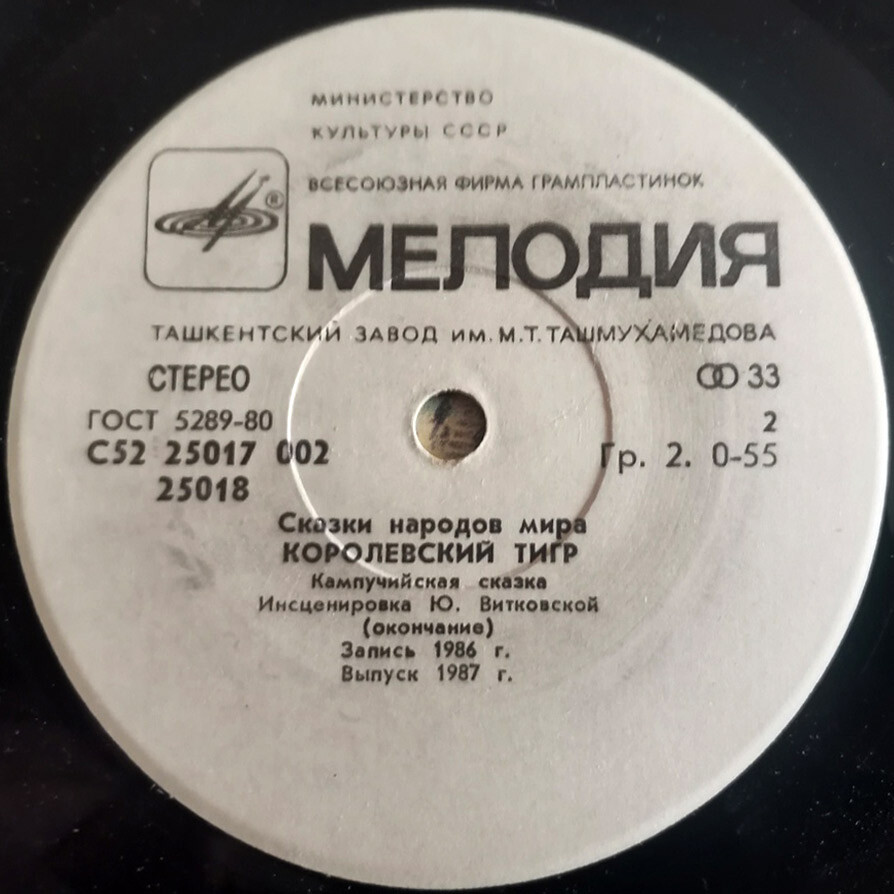 МИНИСТЕРСТВО
КУЛЬТУРЫ СССР
ВСЕСОЮЗНАЯ ФИРМА ГРАМПЛАСТИНОК
®
МЕЛОДИЯ
ТАШКЕНТСКИЙ ЗАВОД ИМ. М.Т. ТАШМУХАМЕДОВА
СТЕРЕО
33
ГОСТ 5289-80
2
С52 25017 002
Гр. 2. 0-55
25018
Сказки народов мира
КОРОЛЕВСКИЙ ТИГР
Кампучийская сказка
Инсценировка Ю. Витковской
(окончание)
Запись 1986 г.
Выпуск 1987 г.